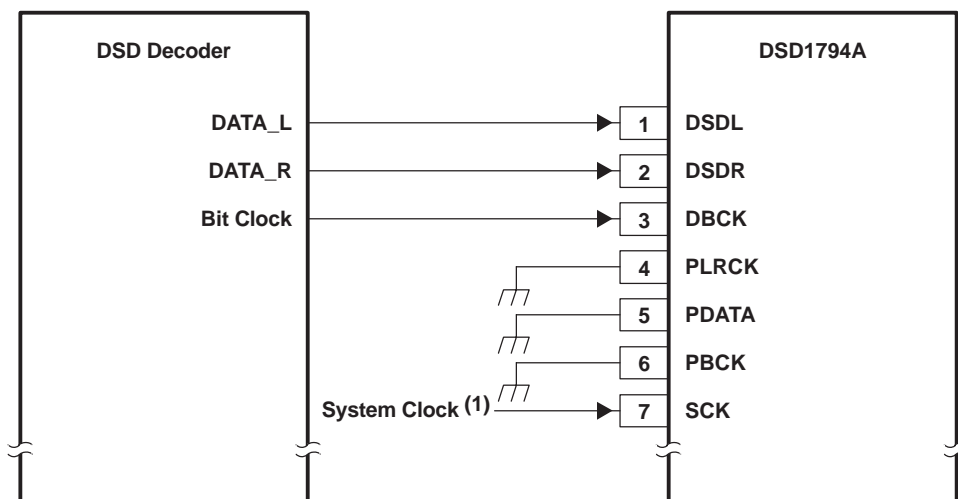 DSD Decoder
DSD1794A
DATA_L
1
DSDL
DATA_R
2
DSDR
Bit Clock
3
DBCK
4
PLRCK
5
PDATA
6
PBCK
System Clock (1)
7
SCK